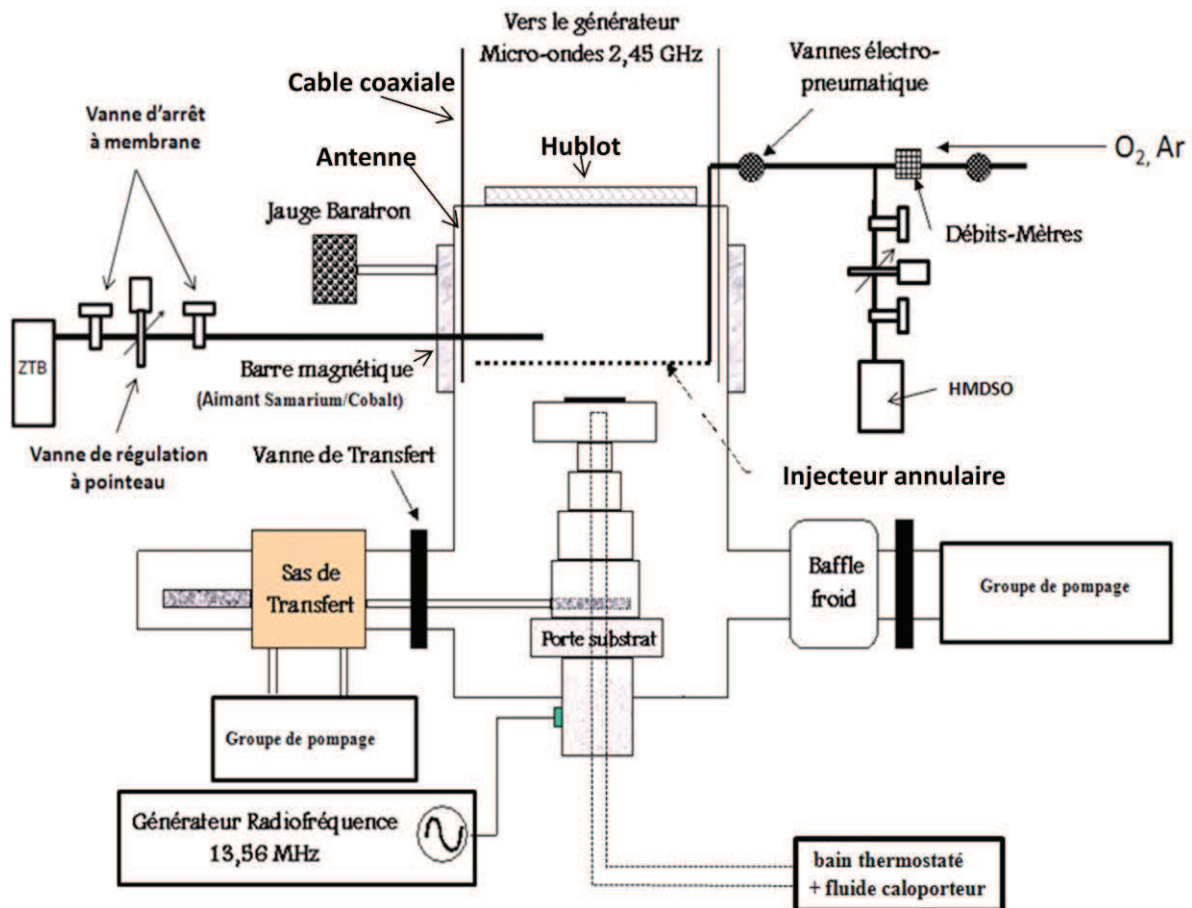 Vers le générateur
Micro-ondes 2,45 GHz
Vannes électro-
pneumatique
Cable coaxiale
Vanne d'arrêt
à membrane
Antenne
Hublot
O2, Ar
Jauge Baratron
Débits-Mètres
ZTB
Barre magnétique
(Aimant Samarium/Cobalt)
HMDSO
Vanne de régulation
à pointeau
Vanne de Transfert
Injecteur annulaire
Sas de
Transfert
Baffle
froid
Groupe de pompage
Porte substrat
Groupe de pompage
Générateur Radiofréquence
13,56 MHz
bain thermostaté
+ fluide caloporteur